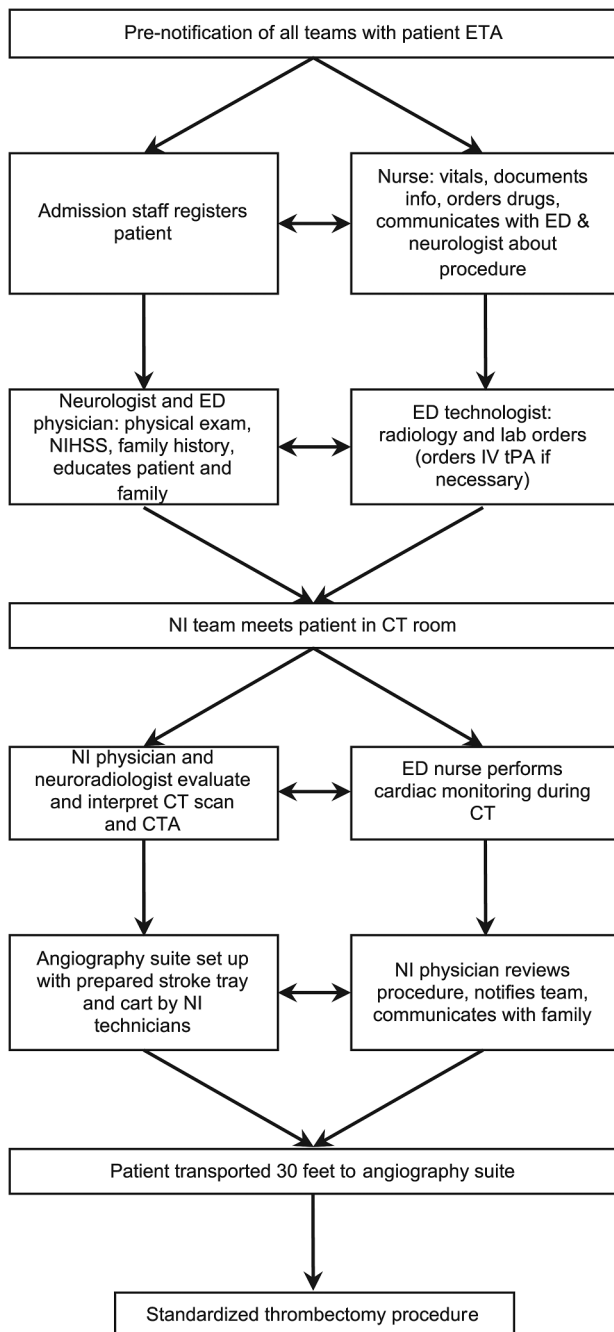 Pre-notification of all teams with patient ETA
Admission staff registers
patient
Nurse: vitals, documents
info, orders drugs,
communicates with ED &
neurologist about
procedure
Neurologist and ED
physician: physical exam,
NIHSS, family history,
educates patient and
family
ED technologist:
radiology and lab orders
(orders IV tPA if
necessary)
NI team meets patient in CT room
NI physician and
neuroradiologist evaluate
and interpret CT scan
and CTA
ED nurse performs
cardiac monitoring during
CT
Angiography suite set up
with prepared stroke tray
and cart by NI
technicians
NI physician reviews
procedure, notifies team,
communicates with family
Patient transported 30 feet to angiography suite
Standardized thrombectomy procedure